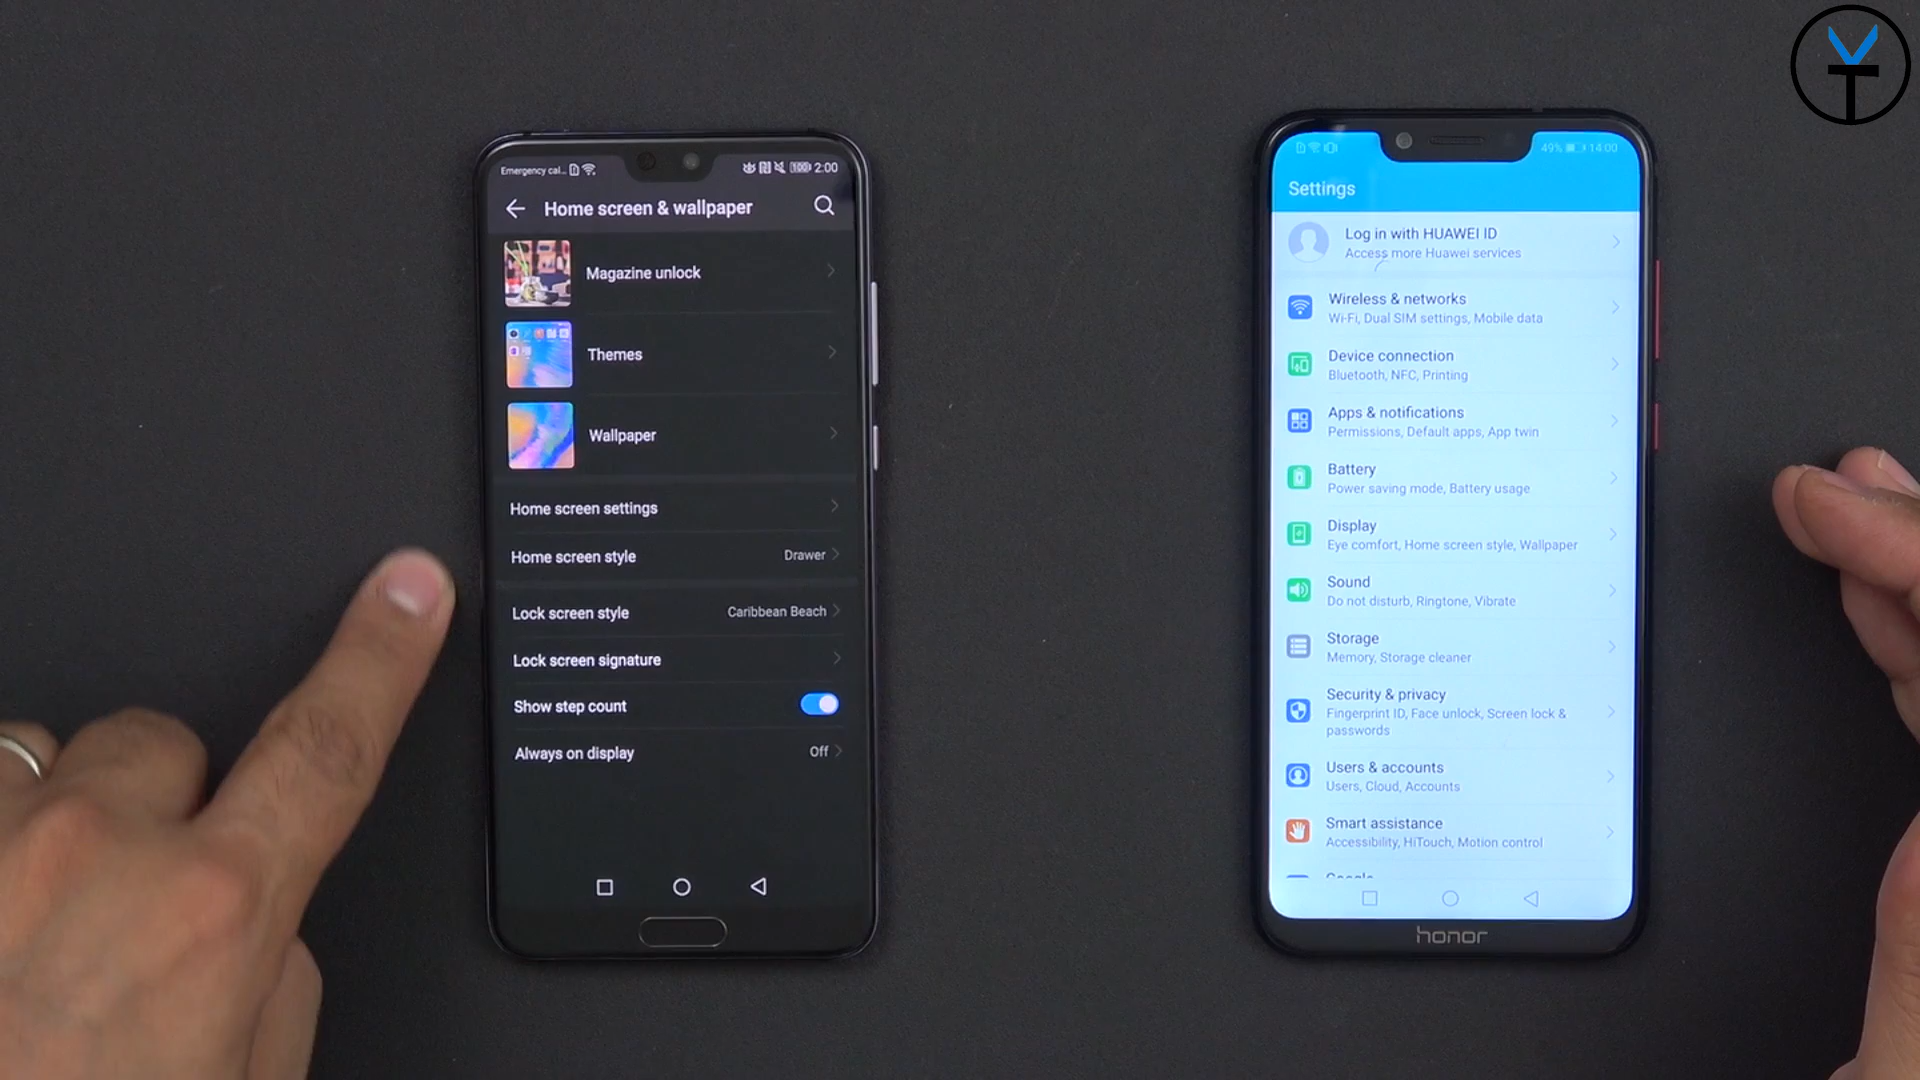 Emergency cal... 2:00
Home screen & wallpaper
Magazine unlock
Themes
Wallpaper
Home screen settings
Home screen style Drawer
Lock screen style Caribbean Beach
Lock screen signature
Show step count
Always on display Off
49% 14:00
Settings
Log in with HUAWEI ID
Access more Huawei services
Wireless & networks
Wi-Fi, Dual SIM settings, Mobile data
Device connection
Bluetooth, NFC, Printing
Apps & notifications
Permissions, Default apps, App twin
Battery
Power saving mode, Battery usage
Display
Eye comfort, Home screen style, Wallpaper
Sound
Do not disturb, Ringtone, Vibrate
Storage
Memory, Storage cleaner
Security & privacy
Fingerprint ID, Face unlock, Screen lock &
passwords
Users & accounts
Users, Cloud, Accounts
Smart assistance
Accessibility, HiTouch, Motion control
honor